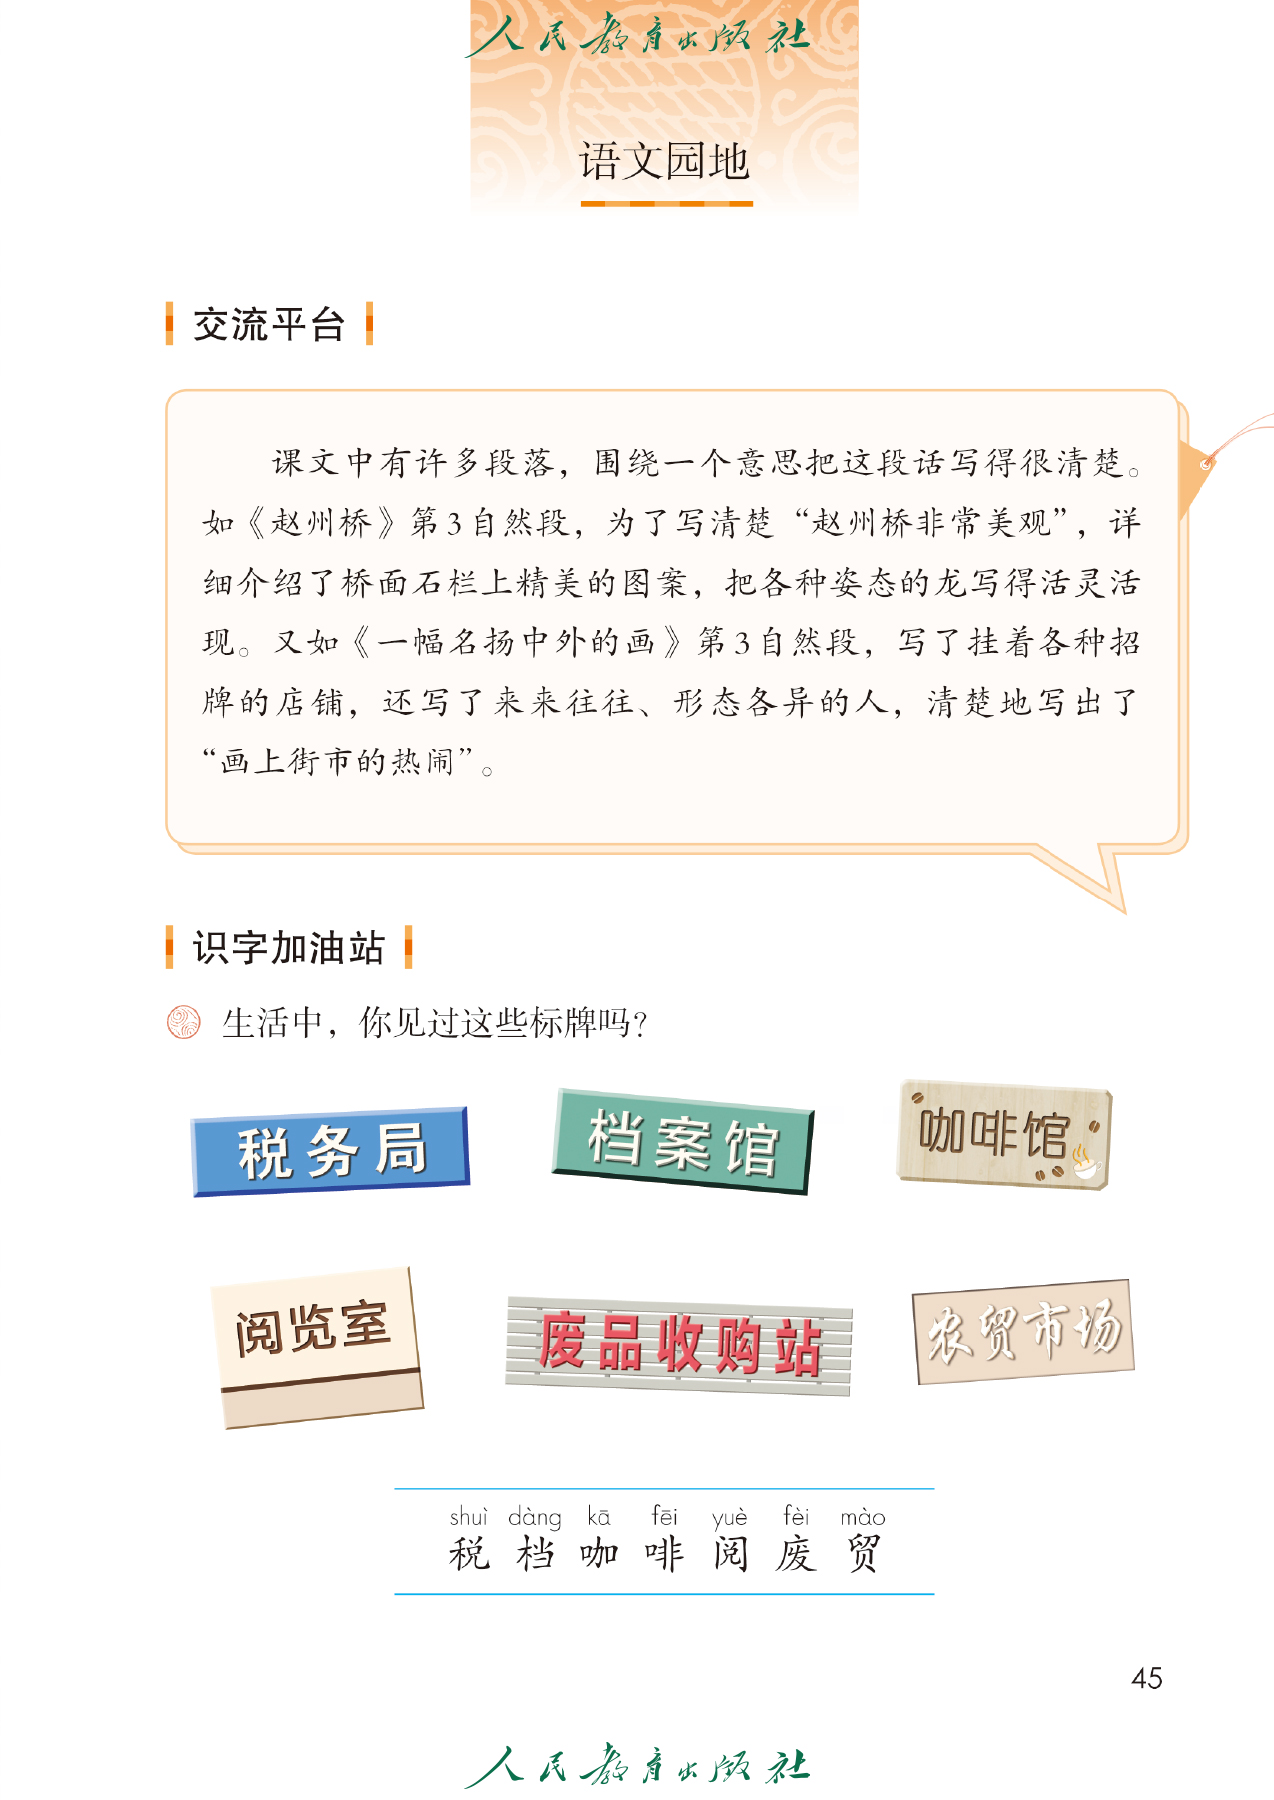 人民教育出版社
语文园地
交流平台
课文中有许多段落，围绕一个意思把这段话写得很清楚。
如《赵州桥》第3自然段，为了写清楚“赵州桥非常美观”，详
细介绍了桥面石栏上精美的图案，把各种姿态的龙写得活灵活
现。又如《一幅名扬中外的画》第3自然段，写了挂着各种招
牌的店铺，还写了来来往往、形态各异的人，清楚地写出了
“画上街市的热闹”。
识字加油站
生活中，你见过这些标牌吗？
税务局
档案馆
咖啡馆
阅览室
废品收购站
农贸市场
shuì dàng kā fēi yuè fèi mào
税 档 咖 啡 阅 废 贸
45
人民教育出版社